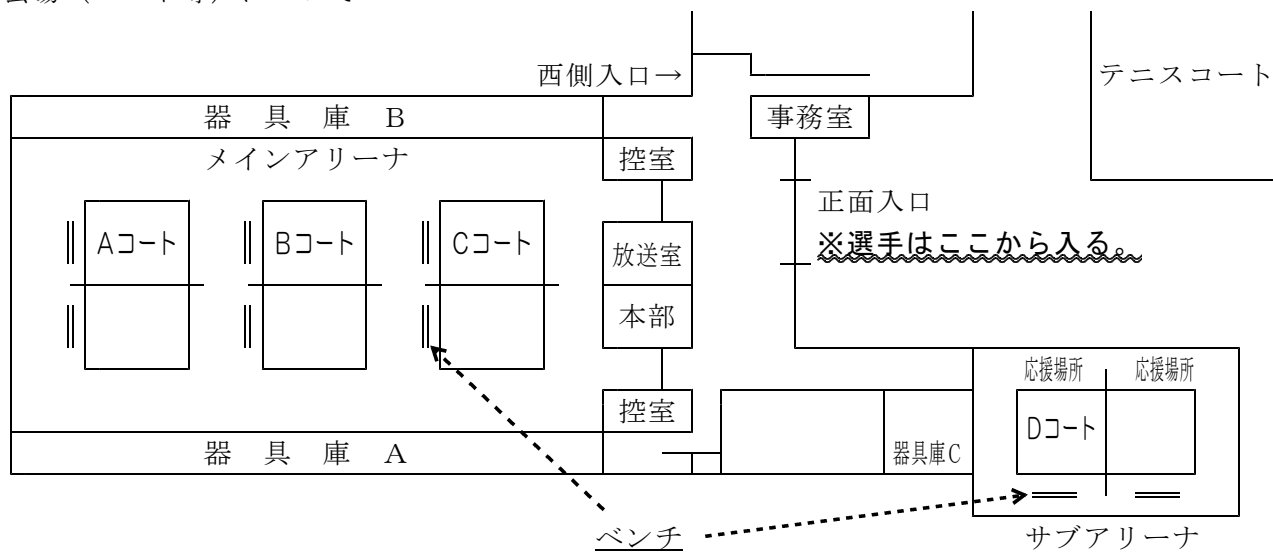 西側入口→
テニスコート
器 具 庫 B
事務室
メインアリーナ
控室
正面入口
※選手はここから入る。
Aコート
Bコート
Cコート
放送室
本部
応援場所
応援場所
控室
Dコート
器 具 庫 A
器具庫C
ベンチ
サブアリーナ